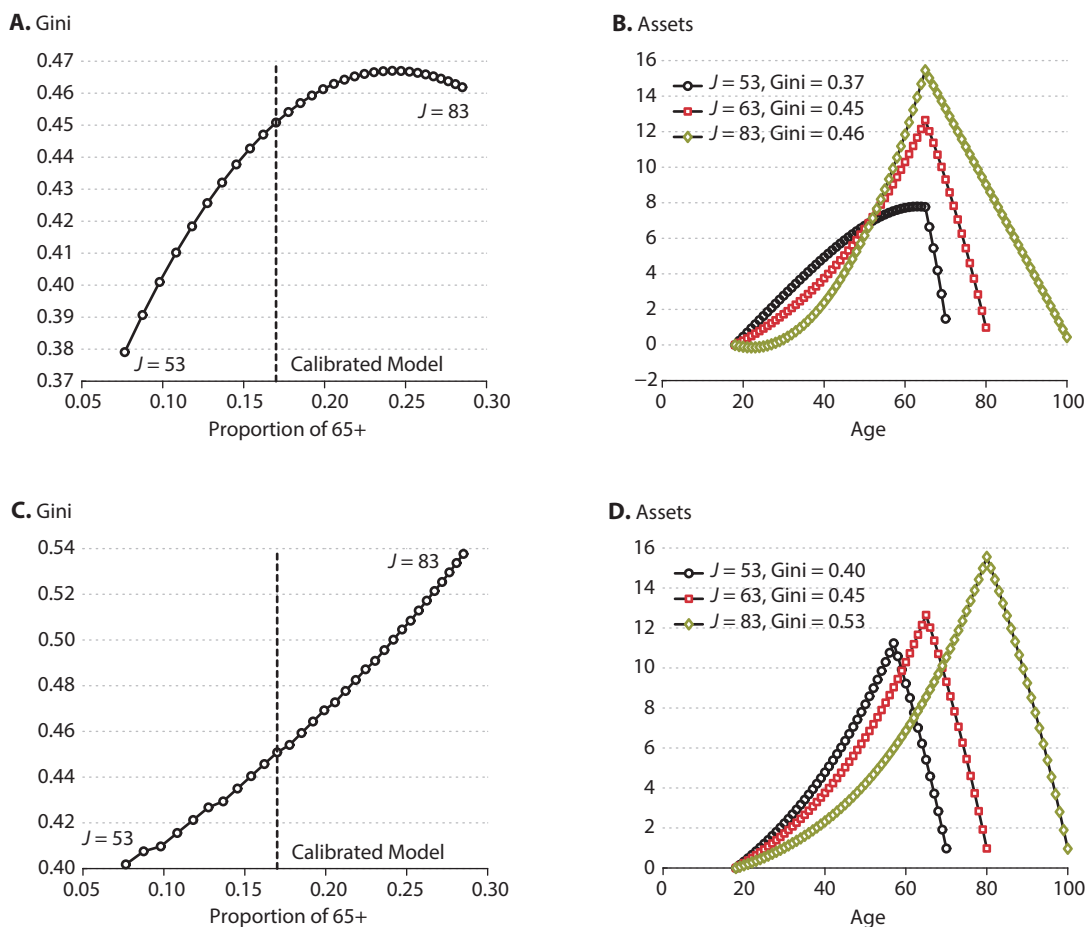 A. Gini
0.47
0.46
0.45
0.44
0.43
0.42
0.41
0.40
0.39
0.38
0.37
J = 83
J = 53
Calibrated Model
0.05 0.10 0.15 0.20 0.25 0.30
Proportion of 65+
B. Assets
16
14
12
10
8
6
4
2
0
−2
J = 53, Gini = 0.37
J = 63, Gini = 0.45
J = 83, Gini = 0.46
20 40 60 80 100
Age
C. Gini
0.54
0.52
0.50
0.48
0.46
0.44
0.42
0.40
J = 83
J = 53
Calibrated Model
0.05 0.10 0.15 0.20 0.25 0.30
Proportion of 65+
D. Assets
16
14
12
10
8
6
4
2
0
J = 53, Gini = 0.40
J = 63, Gini = 0.45
J = 83, Gini = 0.53
20 40 60 80 100
Age